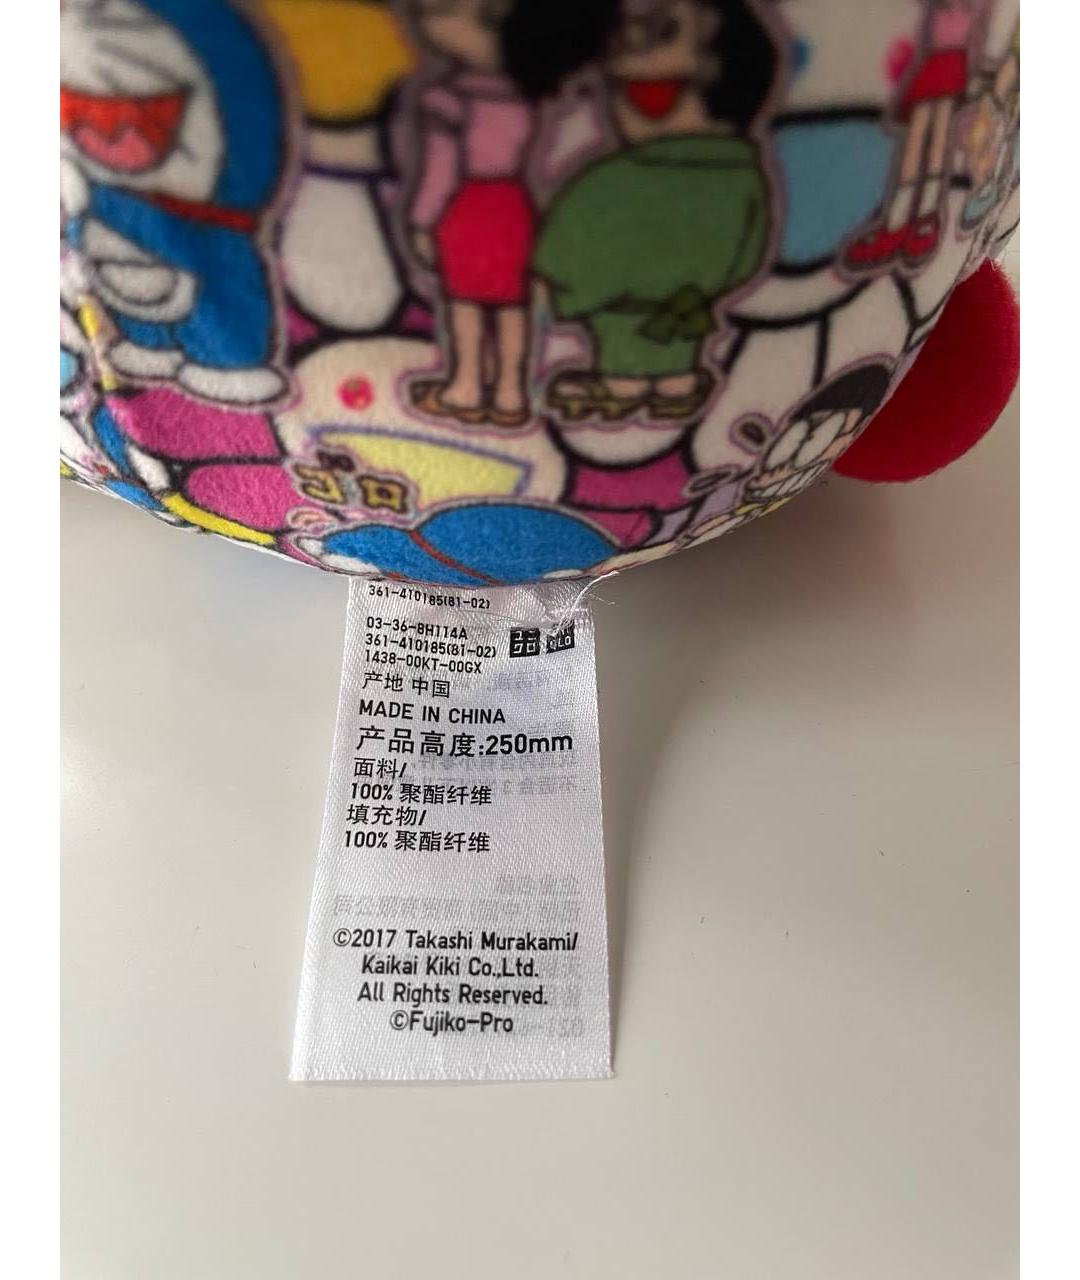 361-410185(81-02)
03-36-8H114A
361-410185(81-02)
1438-00KT-00GX
产地 中国
MADE IN CHINA
产品高度:250mm
面料/
100% 聚酯纤维
填充物/
100% 聚酯纤维
©2017 Takashi Murakami/
Kaikai Kiki Co.,Ltd.
All Rights Reserved.
©Fujiko-Pro